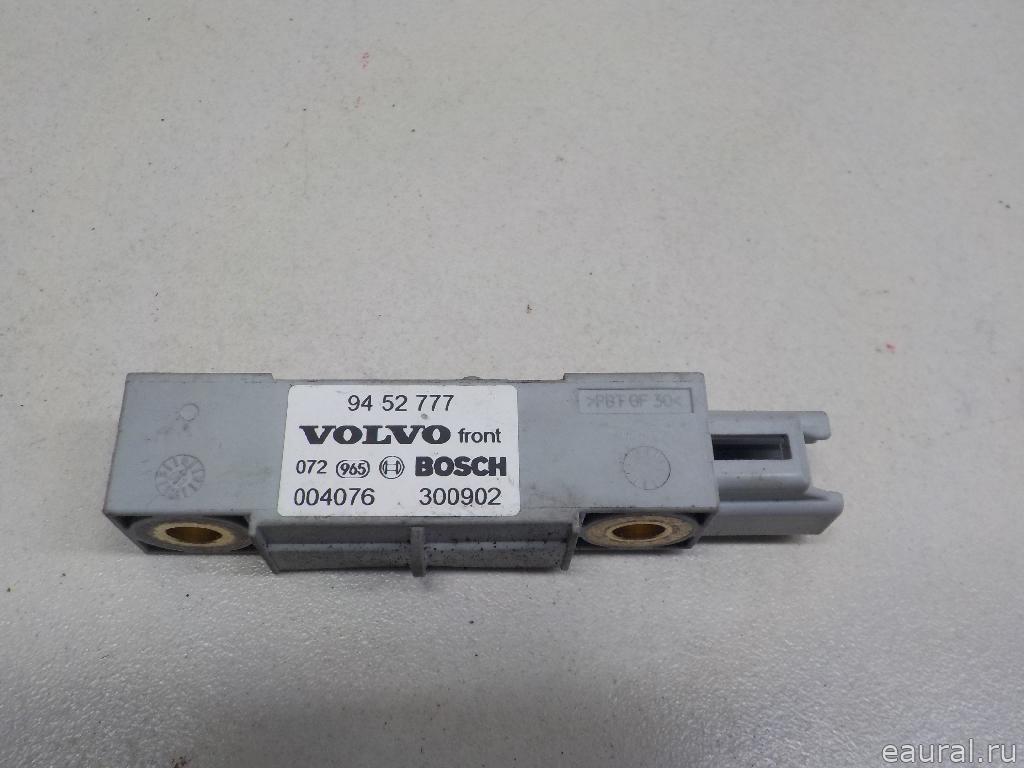 94 52 777
VOLVO front
072 965 BOSCH
004076 300902
>PBT GF 30<
eaural.ru